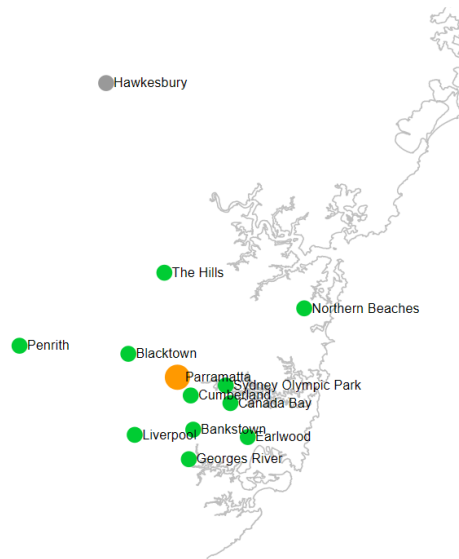 Hawkesbury
The Hills
Northern Beaches
Penrith
Blacktown
Parramatta
Sydney Olympic Park
Cumberland
Canada Bay
Bankstown
Liverpool
Earlwood
Georges River